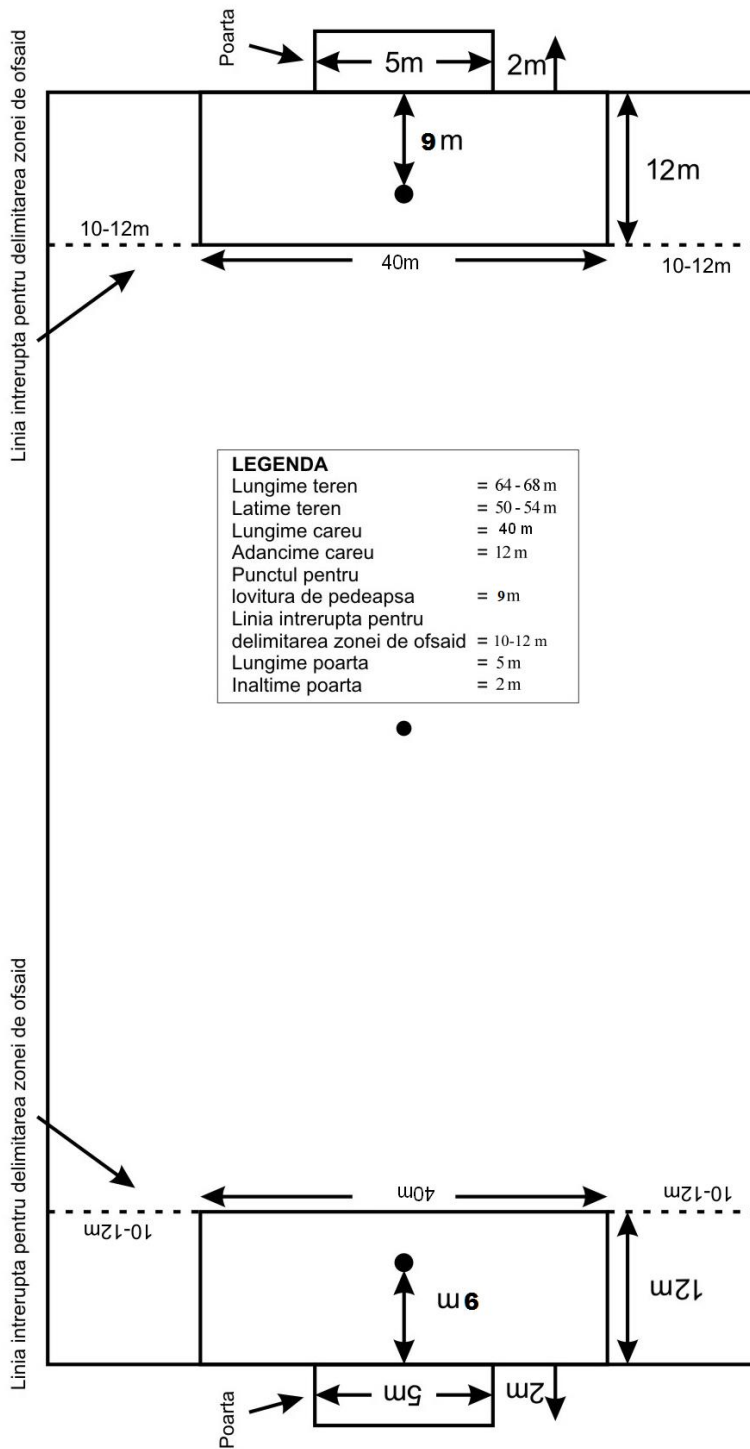 Linia intrerupta pentru delimitarea zonei de ofsaid
Poarta
5m
2m
9 m
12m
10-12m
40m
10-12m
LEGENDA
Lungime teren = 64 - 68 m
Latime teren = 50 - 54 m
Lungime careu = 40 m
Adancime careu = 12 m
Punctul pentru
lovitura de pedeapsa = 9m
Linia intrerupta pentru
delimitarea zonei de ofsaid = 10-12 m
Lungime poarta = 5 m
Inaltime poarta = 2 m
Linia intrerupta pentru delimitarea zonei de ofsaid
40m
10-12m
10-12m
9 m
12m
5m
2m
Poarta